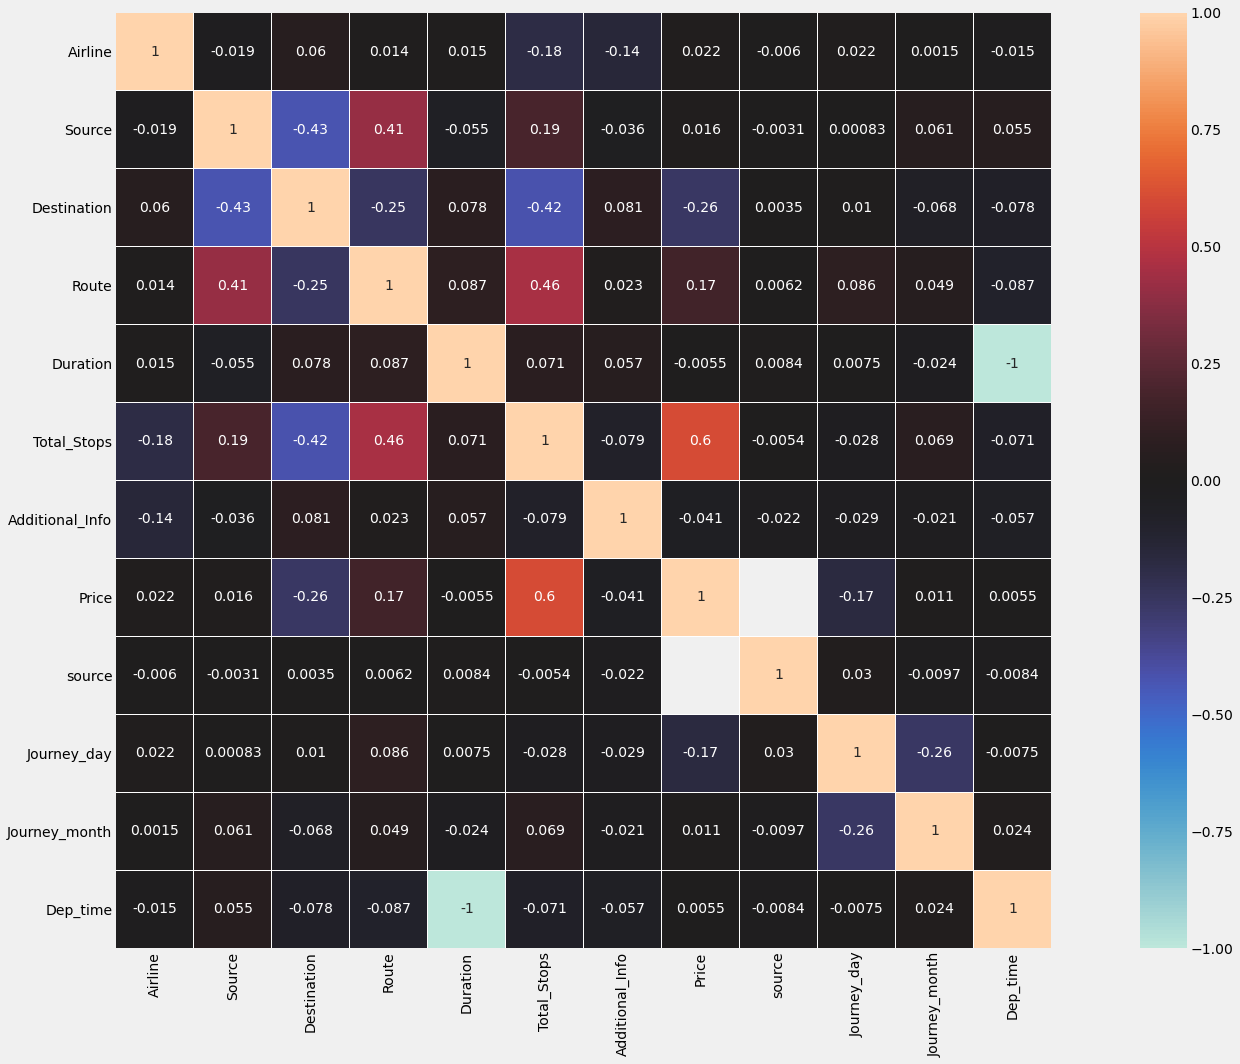 Airline 1 -0.019 0.06 0.014 0.015 -0.18 -0.14 0.022 -0.006 0.022 0.0015 -0.015
Source -0.019 1 -0.43 0.41 -0.055 0.19 -0.036 0.016 -0.0031 0.00083 0.061 0.055
Destination 0.06 -0.43 1 -0.25 0.078 -0.42 0.081 -0.26 0.0035 0.01 -0.068 -0.078
Route 0.014 0.41 -0.25 1 0.087 0.46 0.023 0.17 0.0062 0.086 0.049 -0.087
Duration 0.015 -0.055 0.078 0.087 1 0.071 0.057 -0.0055 0.0084 0.0075 -0.024 -1
Total_Stops -0.18 0.19 -0.42 0.46 0.071 1 -0.079 0.6 -0.0054 -0.028 0.069 -0.071
Additional_Info -0.14 -0.036 0.081 0.023 0.057 -0.079 1 -0.041 -0.022 -0.029 -0.021 -0.057
Price 0.022 0.016 -0.26 0.17 -0.0055 0.6 -0.041 1 -0.17 0.011 0.0055
source -0.006 -0.0031 0.0035 0.0062 0.0084 -0.0054 -0.022 1 0.03 -0.0097 -0.0084
Journey_day 0.022 0.00083 0.01 0.086 0.0075 -0.028 -0.029 -0.17 0.03 1 -0.26 -0.0075
Journey_month 0.0015 0.061 -0.068 0.049 -0.024 0.069 -0.021 0.011 -0.0097 -0.26 1 0.024
Dep_time -0.015 0.055 -0.078 -0.087 -1 -0.071 -0.057 0.0055 -0.0084 -0.0075 0.024 1
Airline
Source
Destination
Route
Duration
Total_Stops
Additional_Info
Price
source
Journey_day
Journey_month
Dep_time
1.00
0.75
0.50
0.25
0.00
−0.25
−0.50
−0.75
−1.00